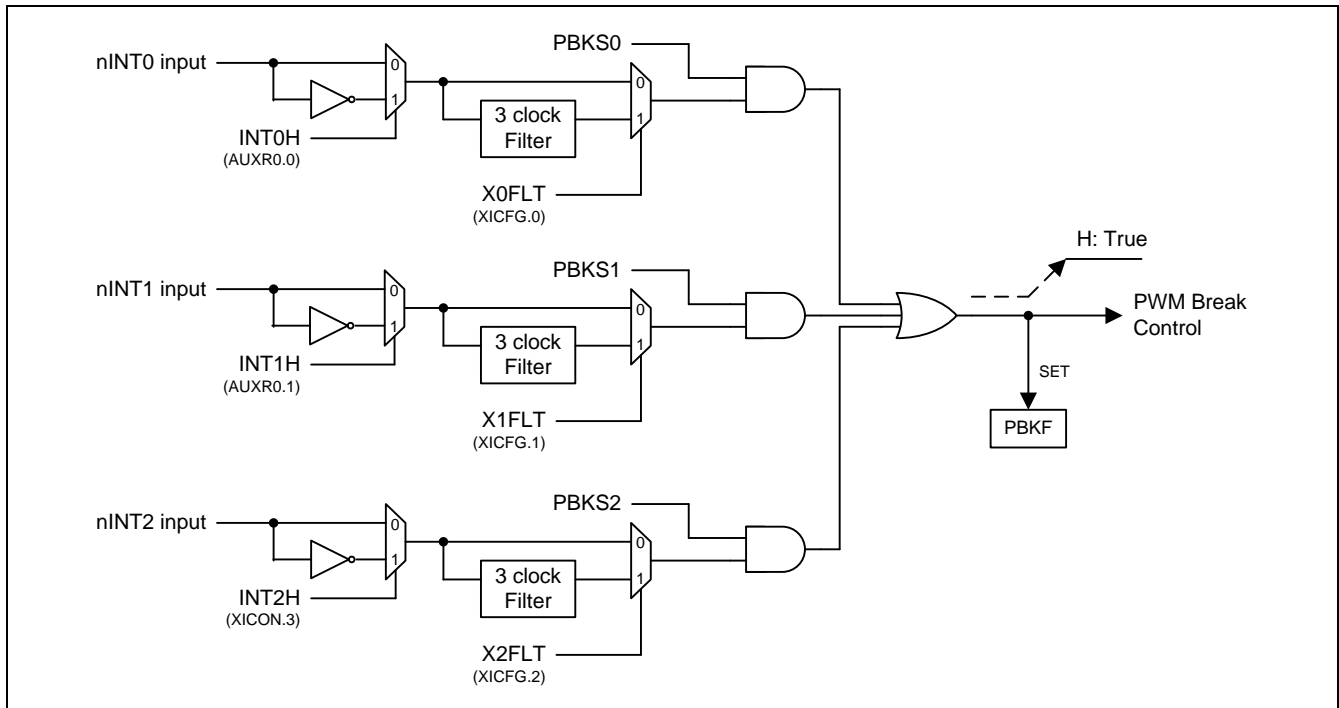 PBKS0
nINT0 input
0
1
0
1
3 clock
Filter
INT0H
(AUXR0.0)
X0FLT
(XICFG.0)
H: True
PBKS1
nINT1 input
0
1
0
1
3 clock
Filter
PWM Break
Control
INT1H
(AUXR0.1)
SET
X1FLT
(XICFG.1)
PBKF
PBKS2
nINT2 input
0
1
0
1
3 clock
Filter
INT2H
(XICON.3)
X2FLT
(XICFG.2)